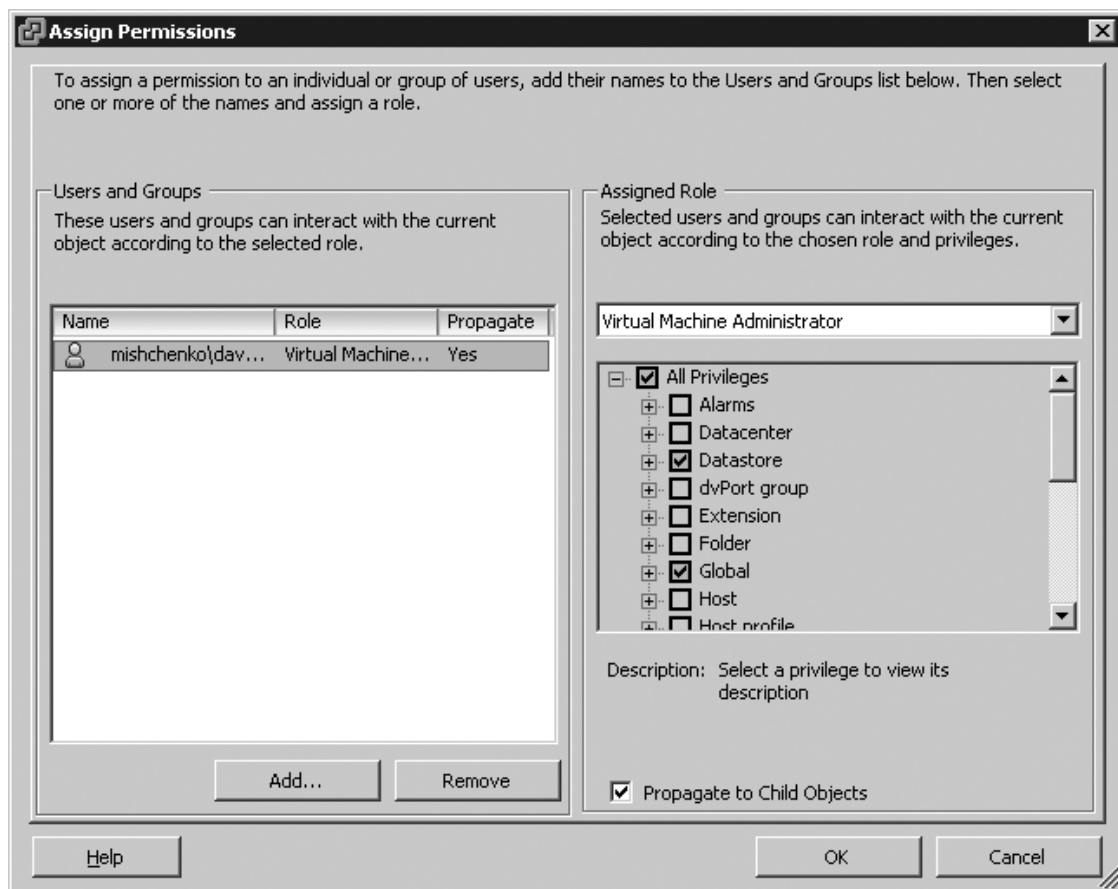 Assign Permissions
To assign a permission to an individual or group of users, add their names to the Users and Groups list below. Then select
one or more of the names and assign a role.
Users and Groups
These users and groups can interact with the current
object according to the selected role.
Name Role Propagate
mishchenko\dav... Virtual Machine... Yes
Add... Remove
Assigned Role
Selected users and groups can interact with the current
object according to the chosen role and privileges.
Virtual Machine Administrator
All Privileges
Alarms
Datacenter
Datastore
dvPort group
Extension
Folder
Global
Host
Host profile
Description: Select a privilege to view its
description
Propagate to Child Objects
Help OK Cancel